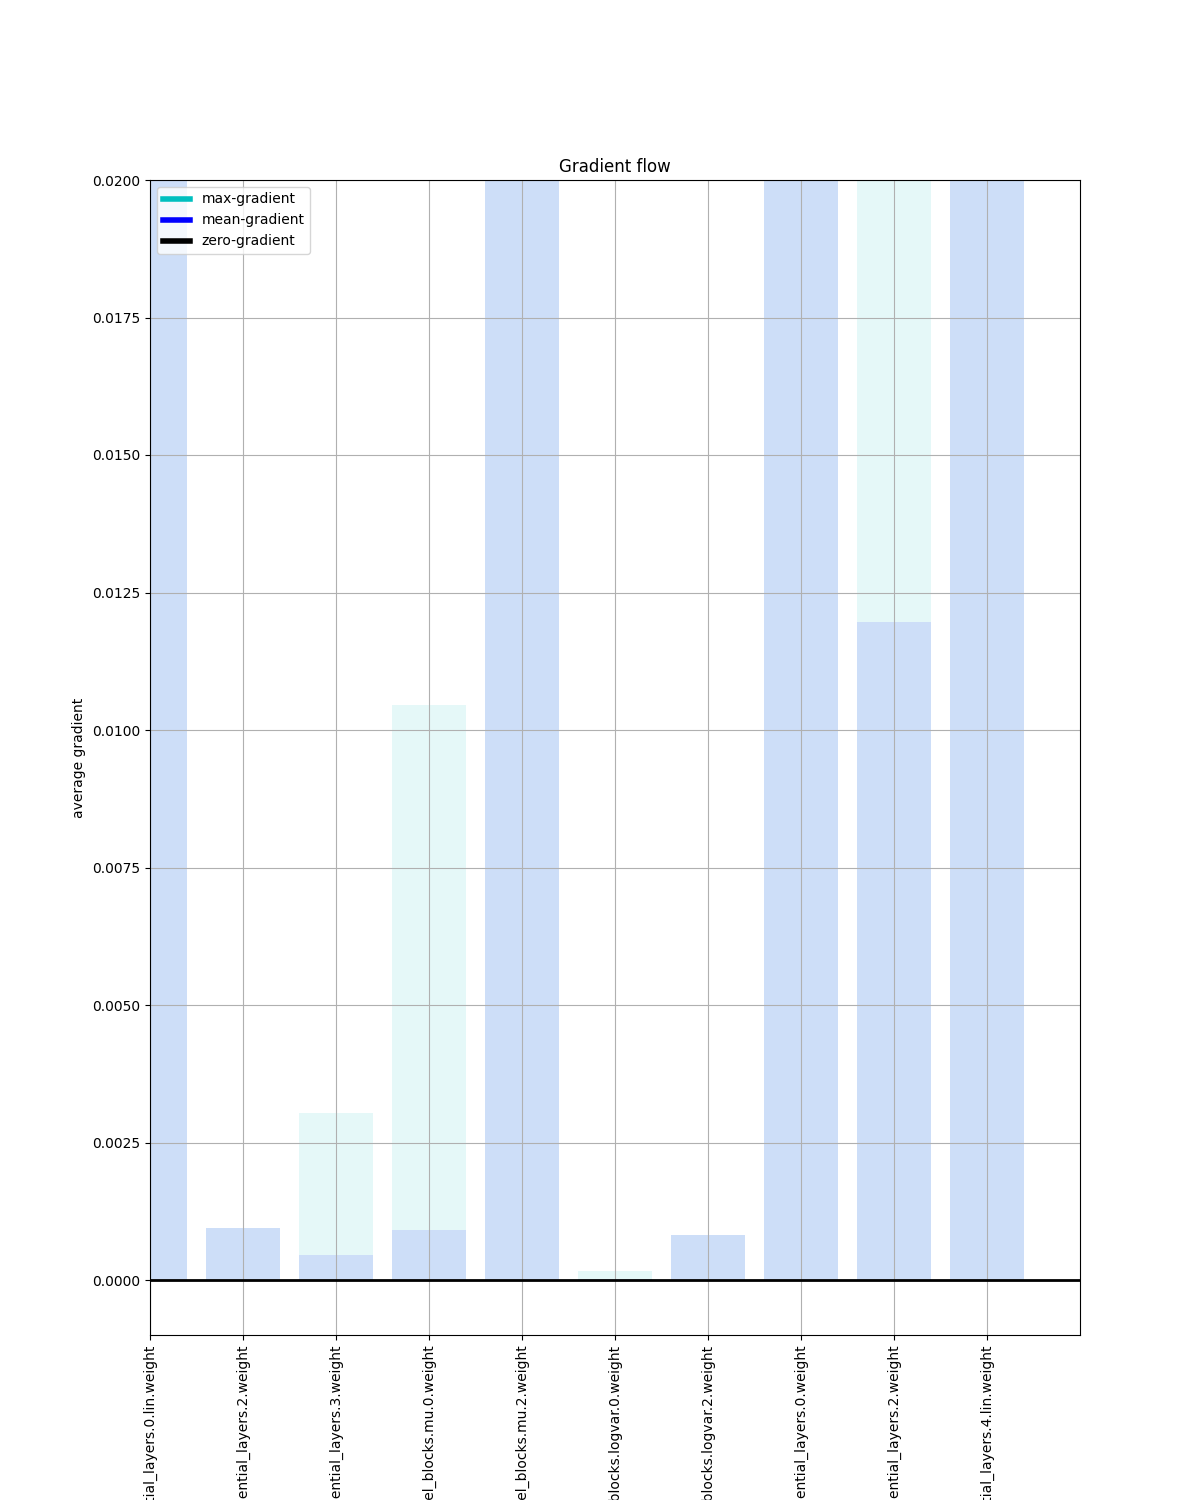 Gradient flow
max-gradient
mean-gradient
zero-gradient
0.0200
0.0175
0.0150
0.0125
0.0100
0.0075
0.0050
0.0025
0.0000
average gradient
tial_layers.0.lin.weight
ential_layers.2.weight
ential_layers.3.weight
el_blocks.mu.0.weight
el_blocks.mu.2.weight
blocks.logvar.0.weight
blocks.logvar.2.weight
ential_layers.0.weight
ential_layers.2.weight
tial_layers.4.lin.weight